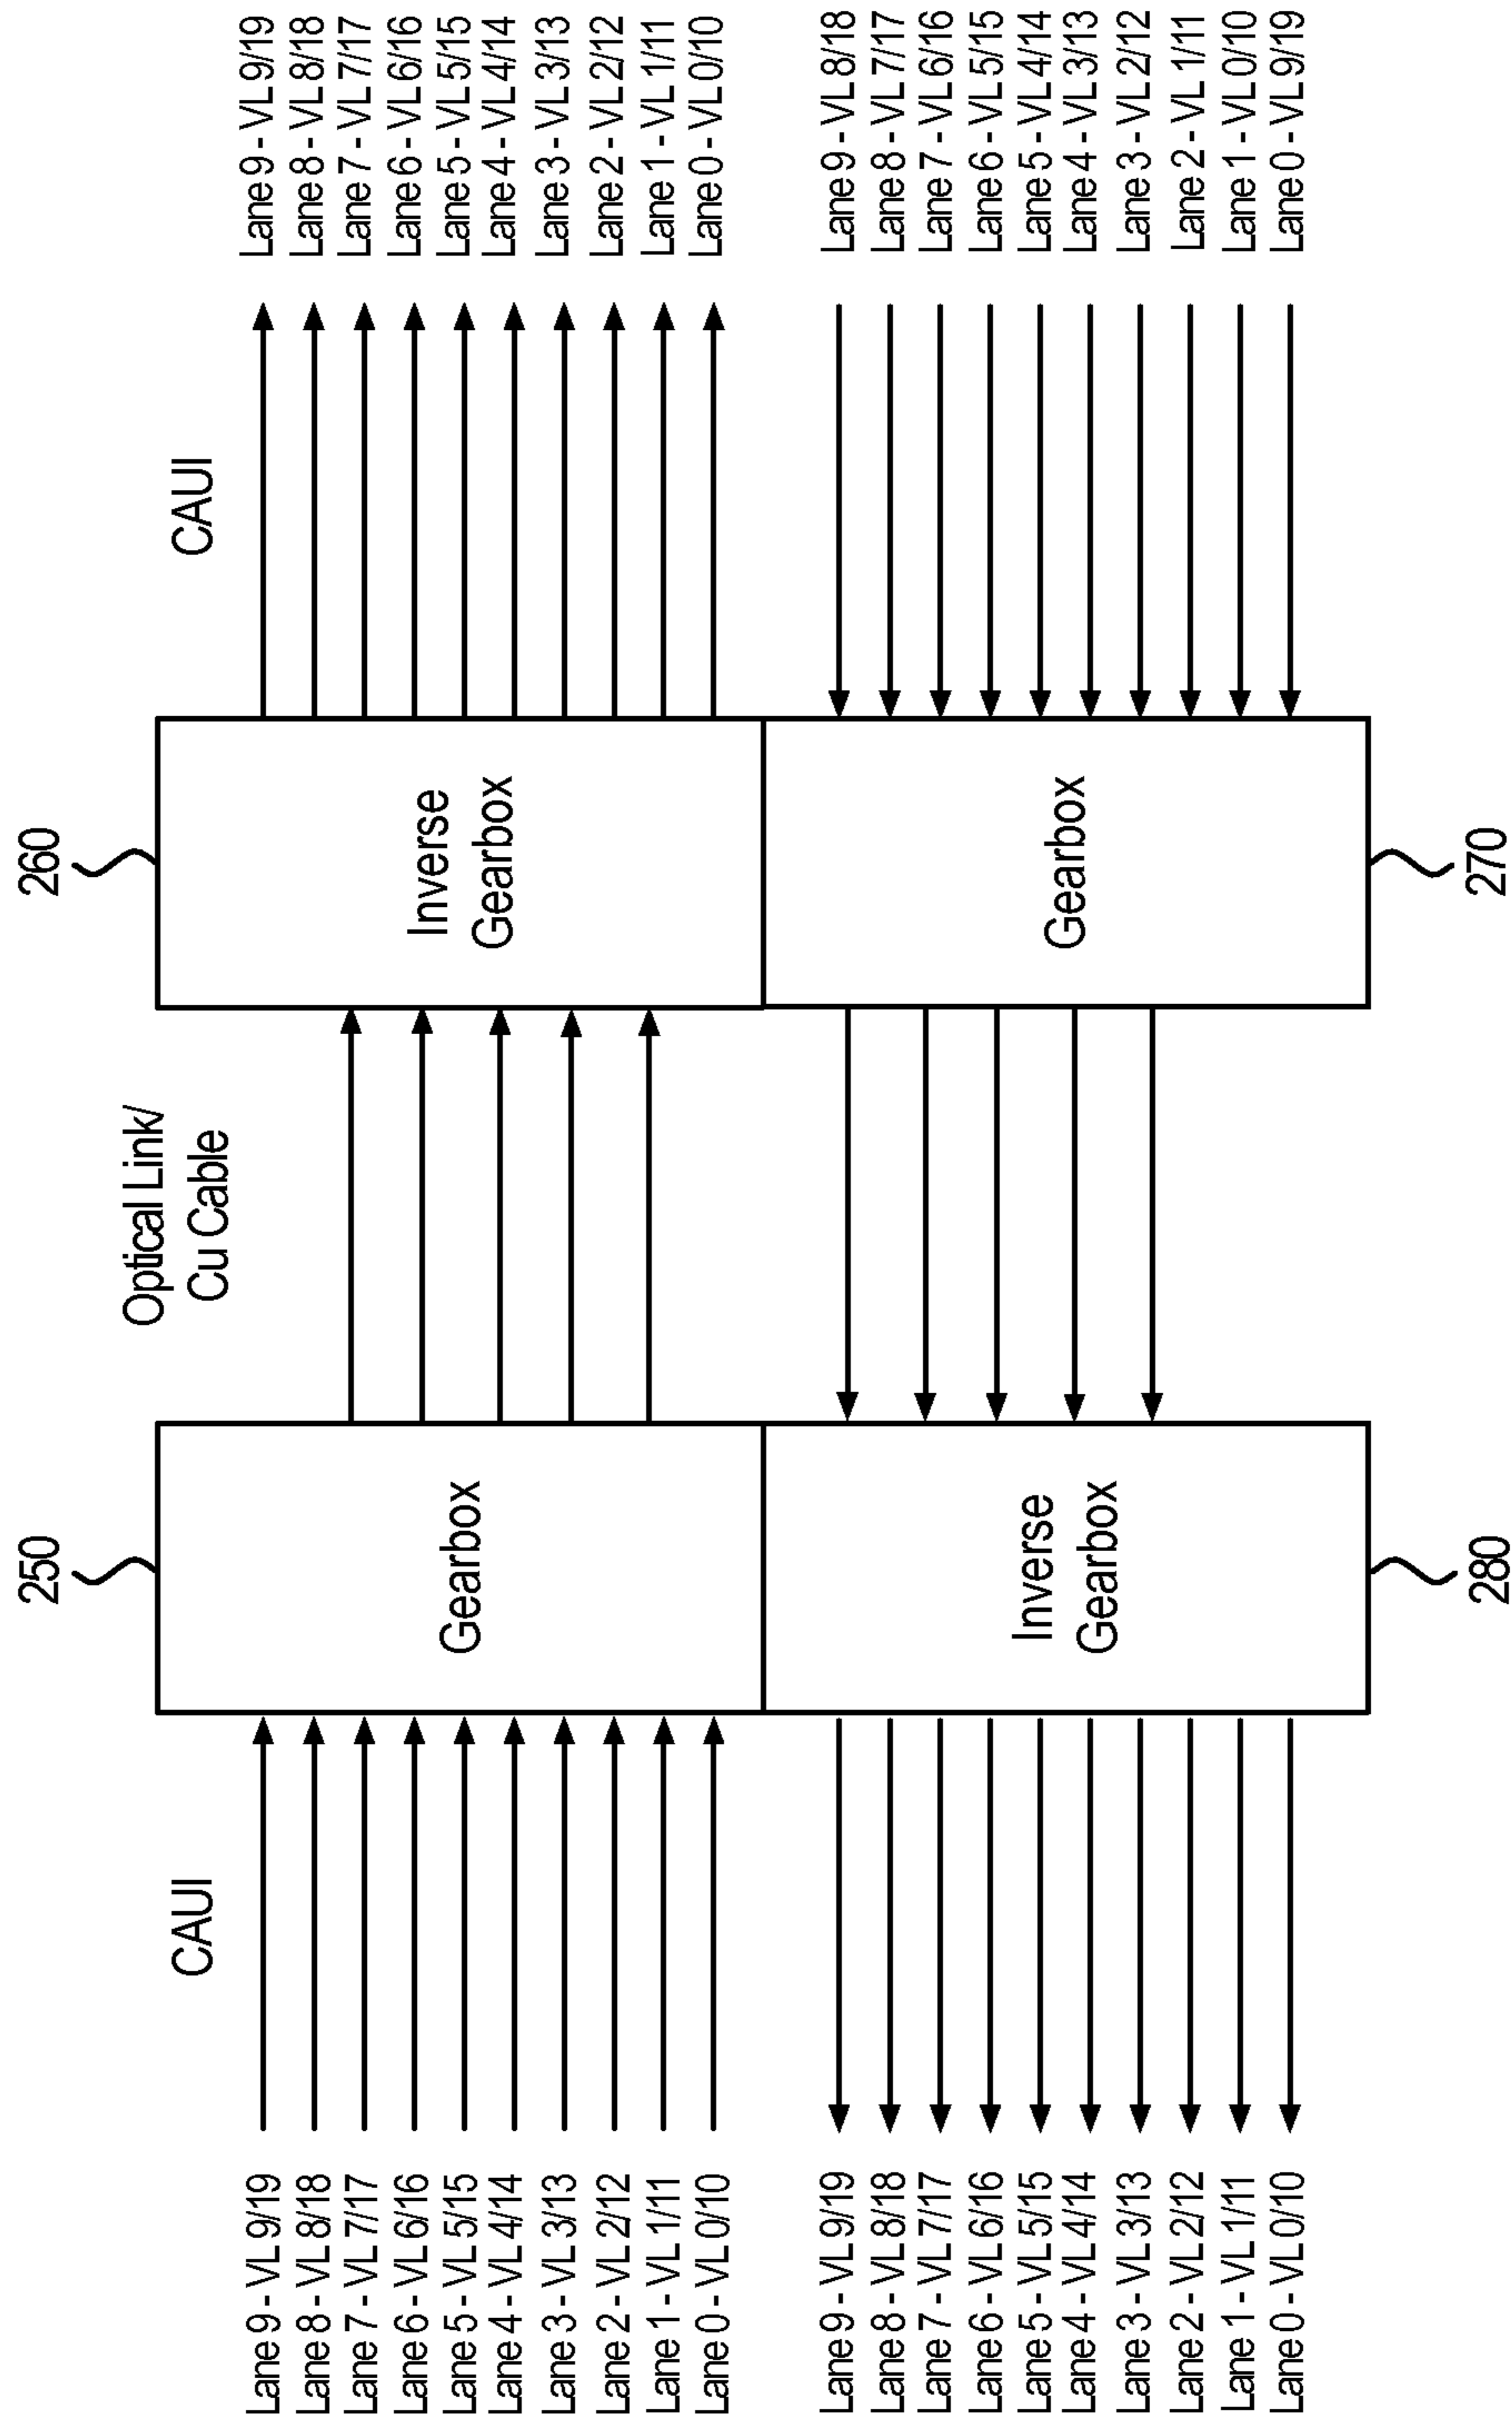 250
260
Optical Link/
Cu Cable
CAUI
CAUI
Lane 9 - VL 9/19
Lane 8 - VL 8/18
Lane 7 - VL 7/17
Lane 6 - VL 6/16
Lane 5 - VL 5/15
Lane 4 - VL 4/14
Lane 3 - VL 3/13
Lane 2 - VL 2/12
Lane 1 - VL 1/11
Lane 0 - VL 0/10
Gearbox
Inverse
Gearbox
Lane 9 - VL 9/19
Lane 8 - VL 8/18
Lane 7 - VL 7/17
Lane 6 - VL 6/16
Lane 5 - VL 5/15
Lane 4 - VL 4/14
Lane 3 - VL 3/13
Lane 2 - VL 2/12
Lane 1 - VL 1/11
Lane 0 - VL 0/10
Lane 9 - VL 9/19
Lane 8 - VL 8/18
Lane 7 - VL 7/17
Lane 6 - VL 6/16
Lane 5 - VL 5/15
Lane 4 - VL 4/14
Lane 3 - VL 3/13
Lane 2 - VL 2/12
Lane 1 - VL 1/11
Lane 0 - VL 0/10
Inverse
Gearbox
Gearbox
Lane 9 - VL 8/18
Lane 8 - VL 7/17
Lane 7 - VL 6/16
Lane 6 - VL 5/15
Lane 5 - VL 4/14
Lane 4 - VL 3/13
Lane 3 - VL 2/12
Lane 2 - VL 1/11
Lane 1 - VL 0/10
Lane 0 - VL 9/19
280
270